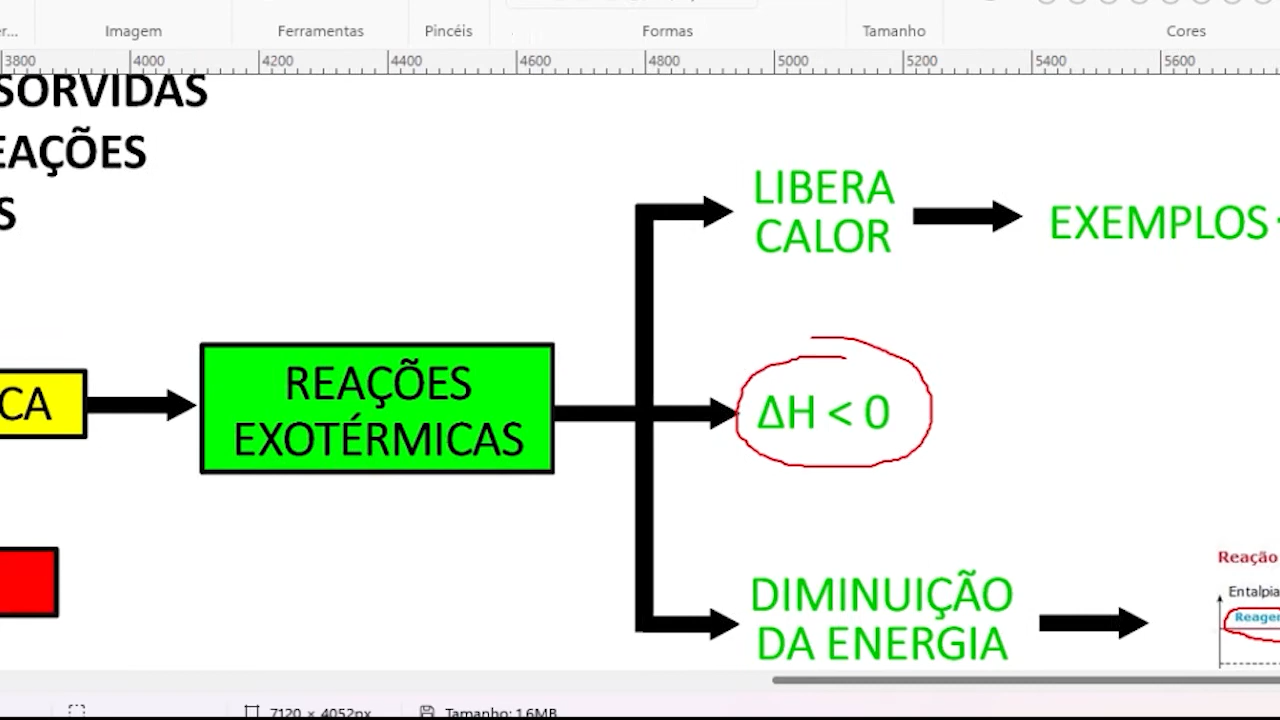 Imagem
Ferramentas
Pincéis
Formas
Tamanho
Cores
3800 4000 4200 4400 4600 4800 5000 5200 5400 5600
SORVIDAS
EAÇÕES
S
LIBERA
CALOR
EXEMPLOS
CA
REAÇÕES
EXOTÉRMICAS
ΔH < 0
DIMINUIÇÃO
DA ENERGIA
Reação
Entalpia
Reagen
7120 × 4052px
Tamanho: 1.6MB